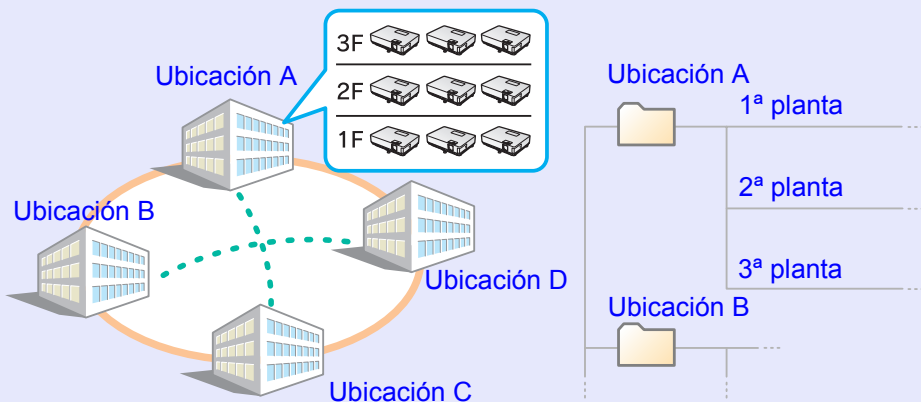 Ubicación A
3F
2F
1F
Ubicación B
Ubicación D
Ubicación C
Ubicación A
1ª planta
2ª planta
3ª planta
Ubicación B